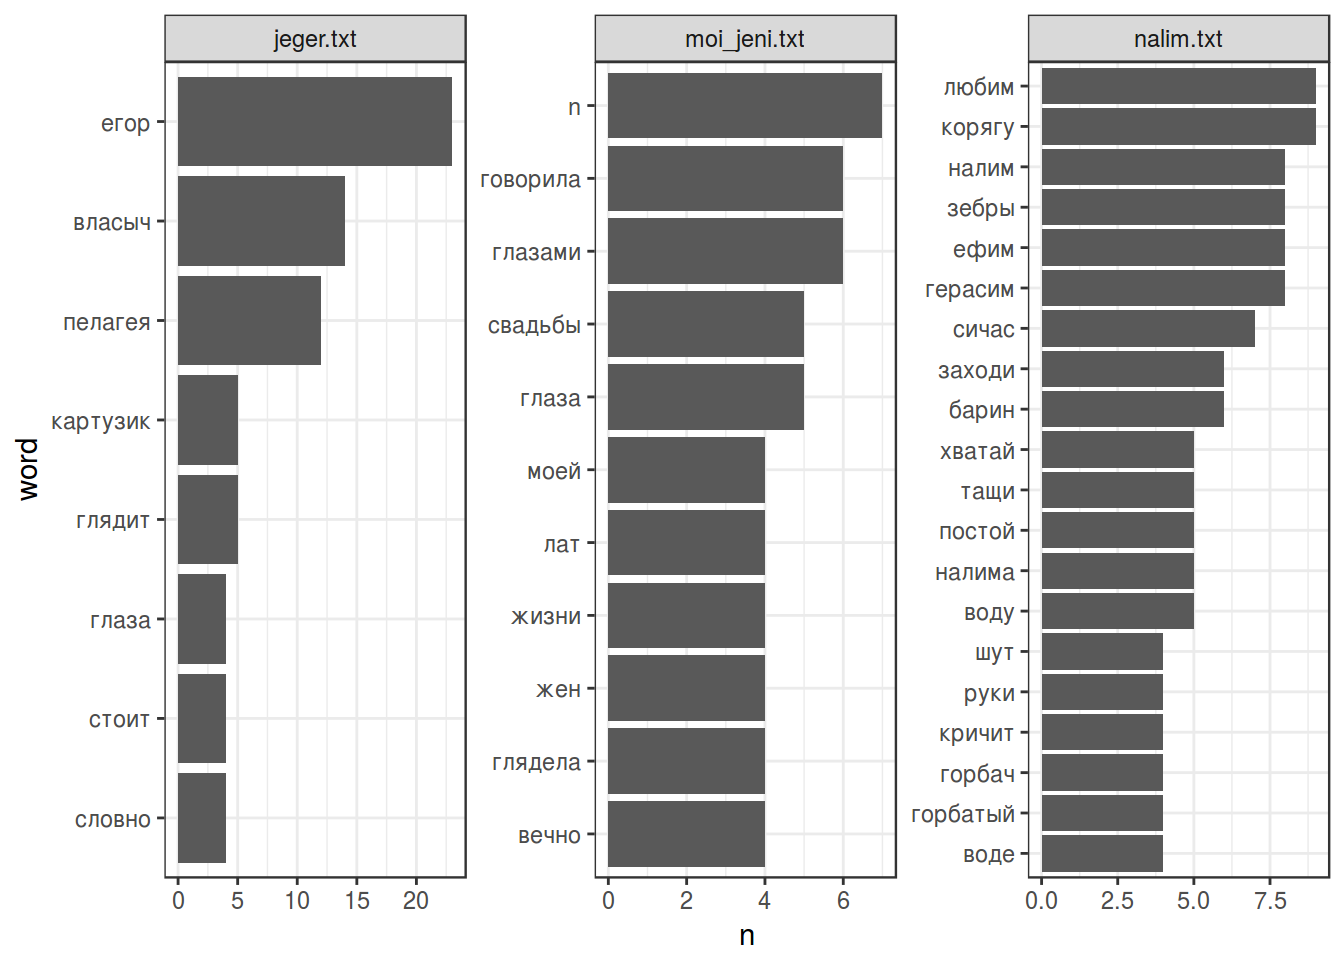 jeger.txt
егор
власыч
пелагея
картузик
глядит
глаза
стоит
словно
0 5 10 15 20
moi_jeni.txt
n
говорила
глазами
свадьбы
глаза
моей
лат
жизни
жен
глядела
вечно
0 2 4 6
nalim.txt
любим
корягу
налим
зебры
ефим
герасим
сичас
заходи
барин
хватай
тащи
постой
налима
воду
шут
руки
кричит
горбач
горбатый
воде
0.0 2.5 5.0 7.5
word
n